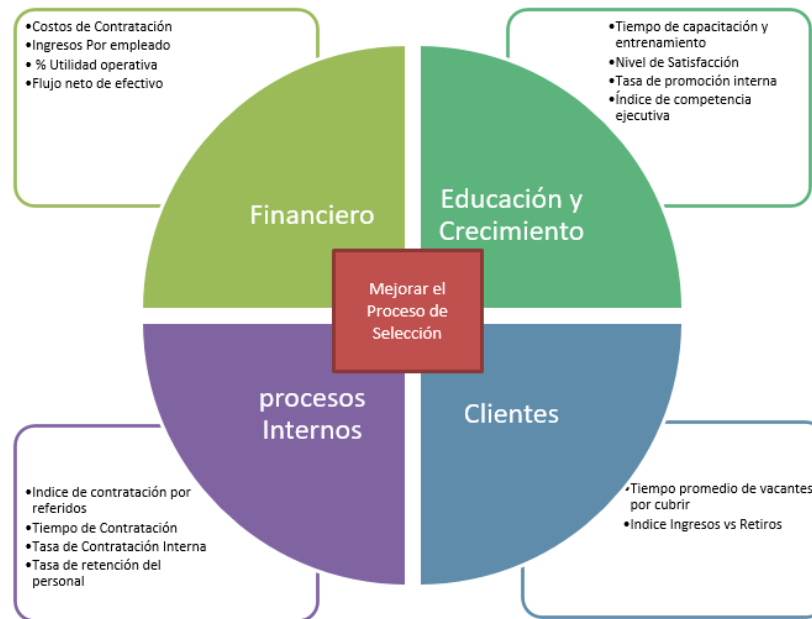 •Costos de Contratación
•Ingresos Por empleado
• % Utilidad operativa
•Flujo neto de efectivo
•Tiempo de capacitación y
entrenamiento
•Nivel de Satisfacción
•Tasa de promoción interna
•Índice de competencia
ejecutiva
Financiero
Educación y
Crecimiento
Mejorar el
Proceso de
Selección
procesos
Internos
Clientes
•Indice de contratación por
referidos
•Tiempo de Contratación
•Tasa de Contratación Interna
•Tasa de retención del
personal
•Tiempo promedio de vacantes
por cubrir
•Indice Ingresos vs Retiros